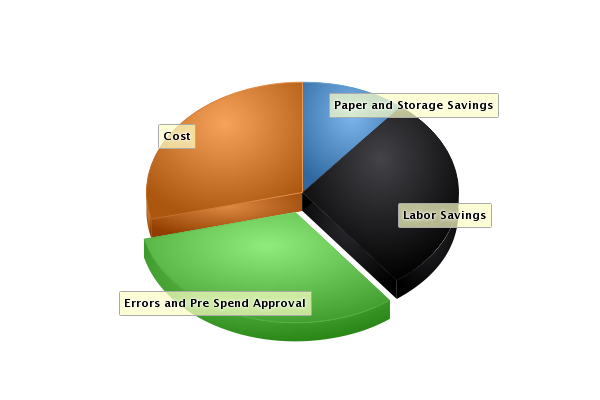 Paper and Storage Savings
Cost
Labor Savings
Errors and Pre Spend Approval